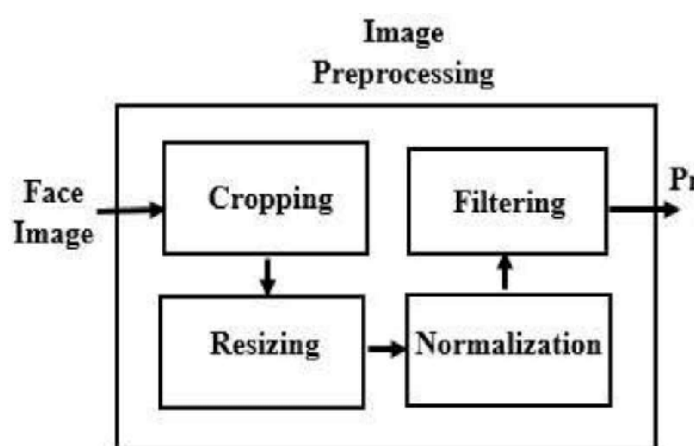 Image
Preprocessing
Face
Image
Cropping
Resizing
Normalization
Filtering